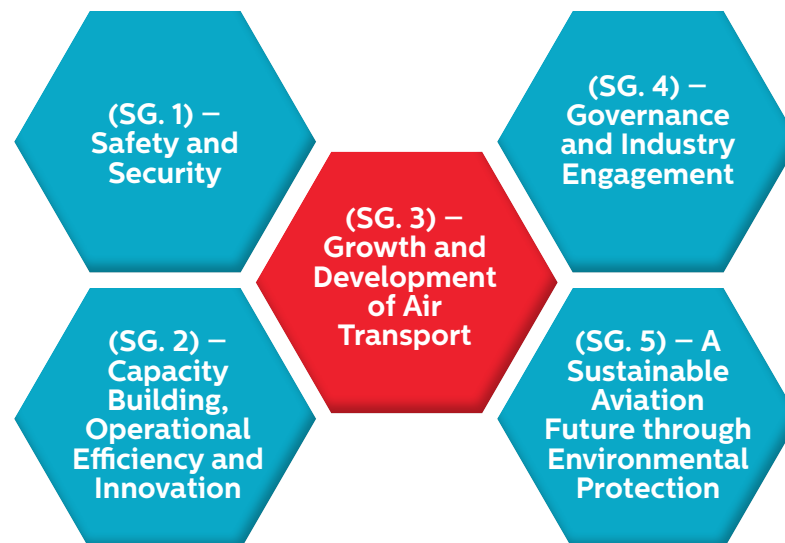 (SG. 1) –
Safety and
Security
(SG. 2) –
Capacity
Building,
Operational
Efficiency and
Innovation
(SG. 3) –
Growth and
Development
of Air
Transport
(SG. 4) –
Governance
and Industry
Engagement
(SG. 5) – A
Sustainable
Aviation
Future through
Environmental
Protection